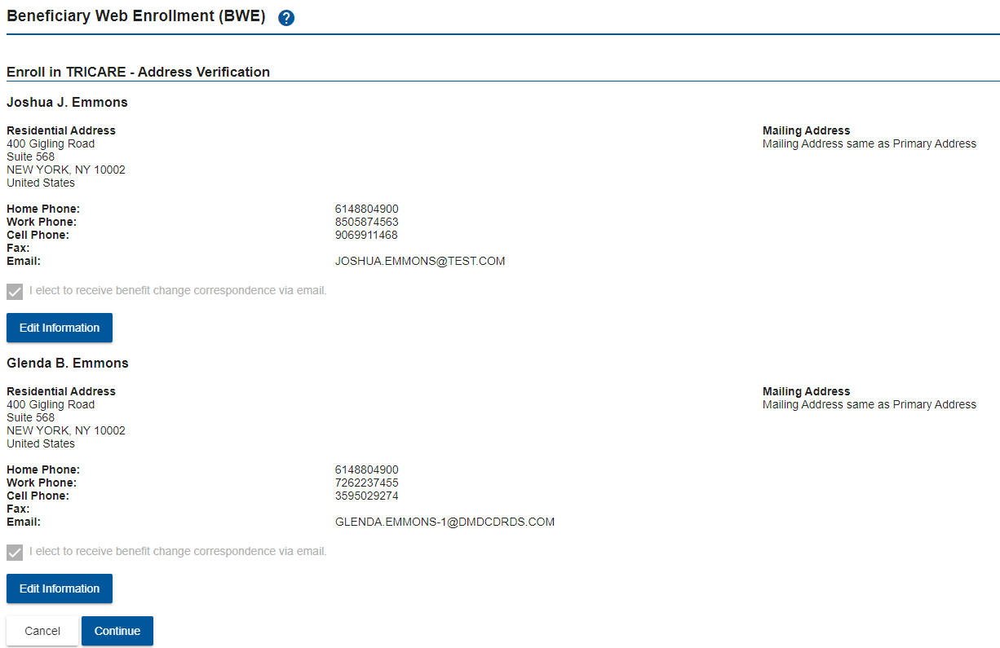 Beneficiary Web Enrollment (BWE) ?
Enroll in TRICARE - Address Verification
Joshua J. Emmons
Residential Address Mailing Address
400 Gigling Road Mailing Address same as Primary Address
Suite 568
NEW YORK, NY 10002
United States
Home Phone: 6148804900
Work Phone: 8505874563
Cell Phone: 9069911468
Fax:
Email: JOSHUA.EMMONS@TEST.COM
I elect to receive benefit change correspondence via email.
Edit Information
Glenda B. Emmons
Residential Address Mailing Address
400 Gigling Road Mailing Address same as Primary Address
Suite 568
NEW YORK, NY 10002
United States
Home Phone: 6148804900
Work Phone: 7262237455
Cell Phone: 3595029274
Fax:
Email: GLENDA.EMMONS-1@DMDCDRDS.COM
I elect to receive benefit change correspondence via email.
Edit Information
Cancel Continue